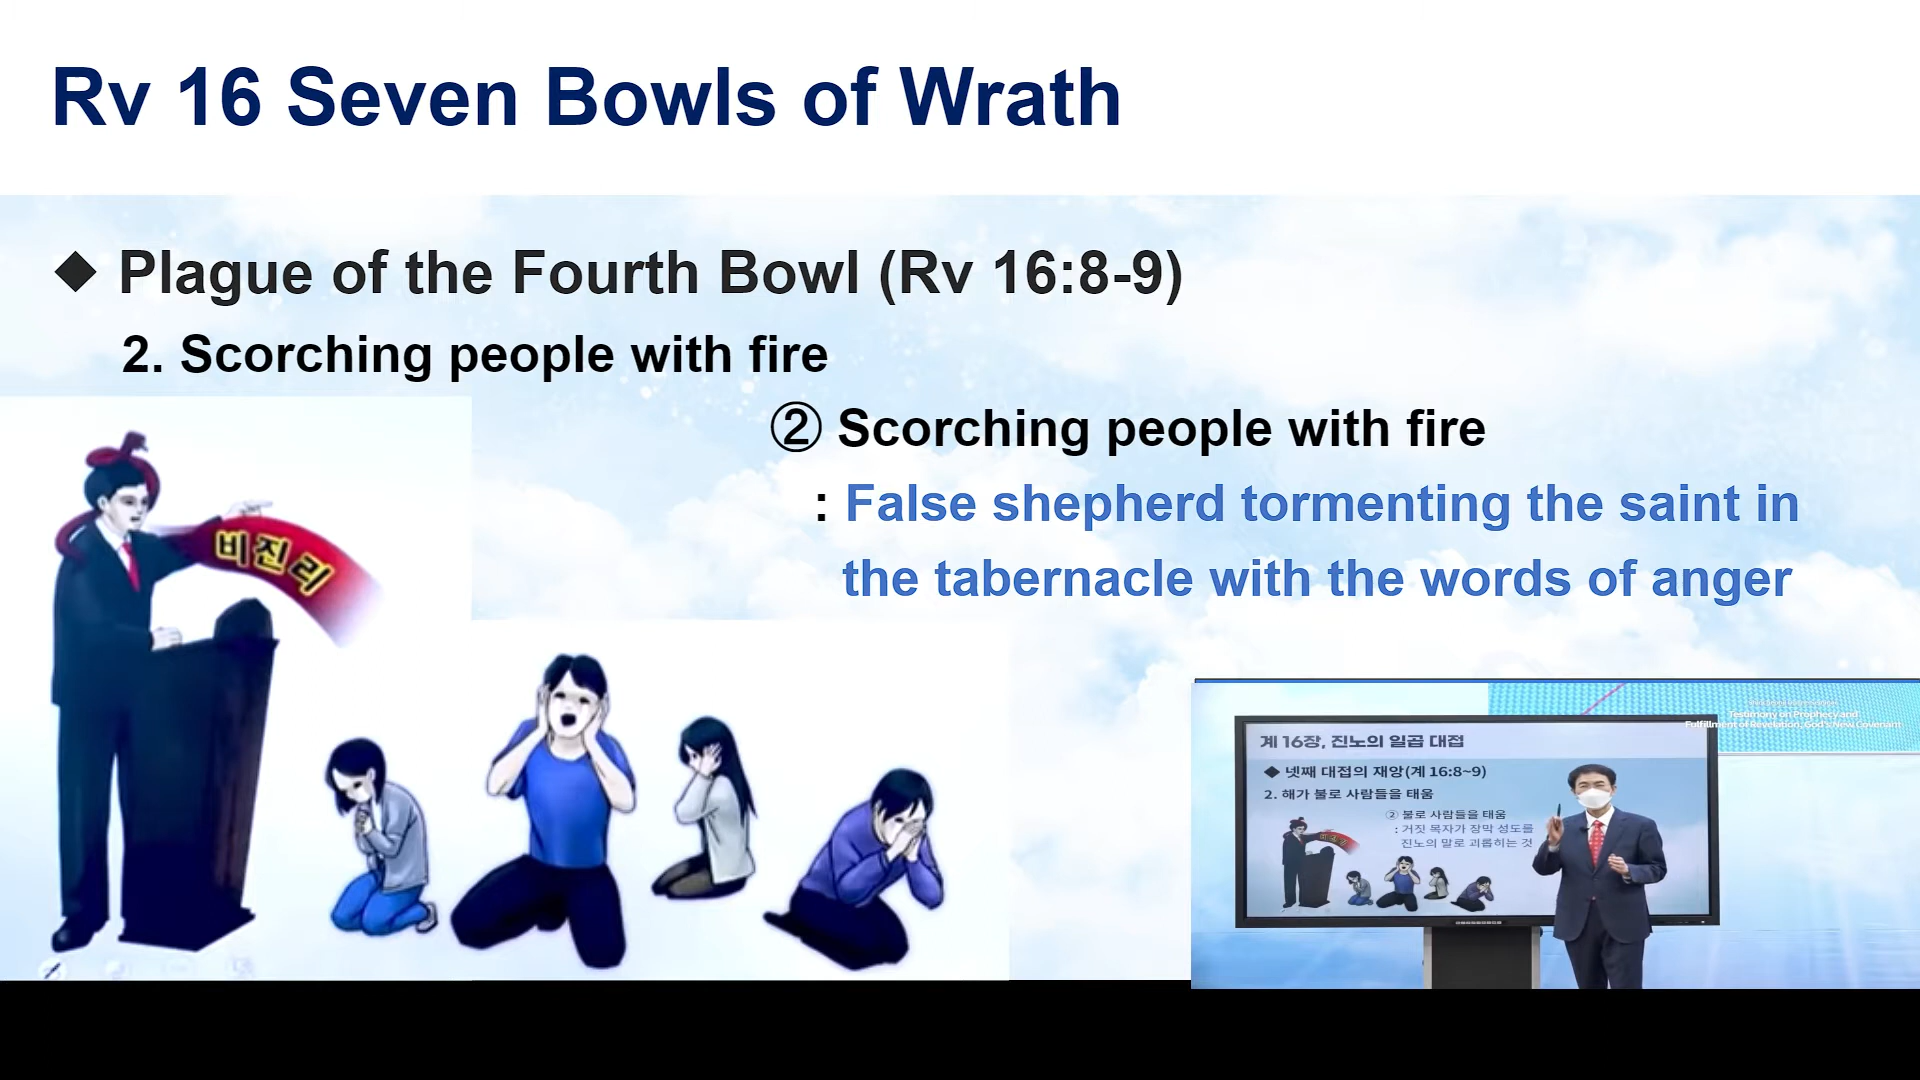 Rv 16 Seven Bowls of Wrath
◆ Plague of the Fourth Bowl (Rv 16:8-9)
2. Scorching people with fire
② Scorching people with fire
: False shepherd tormenting the saint in
the tabernacle with the words of anger
비진리
Testimony on Prophecy and
Fulfillment of Revelation: God's New Covenant
계 16장, 진노의 일곱 대접
◆ 넷째 대접의 재앙(계 16:8~9)
2. 해가 불로 사람들을 태움
② 불로 사람들을 태움
: 거짓 목자가 장막 성도를
진노의 말로 괴롭히는 것